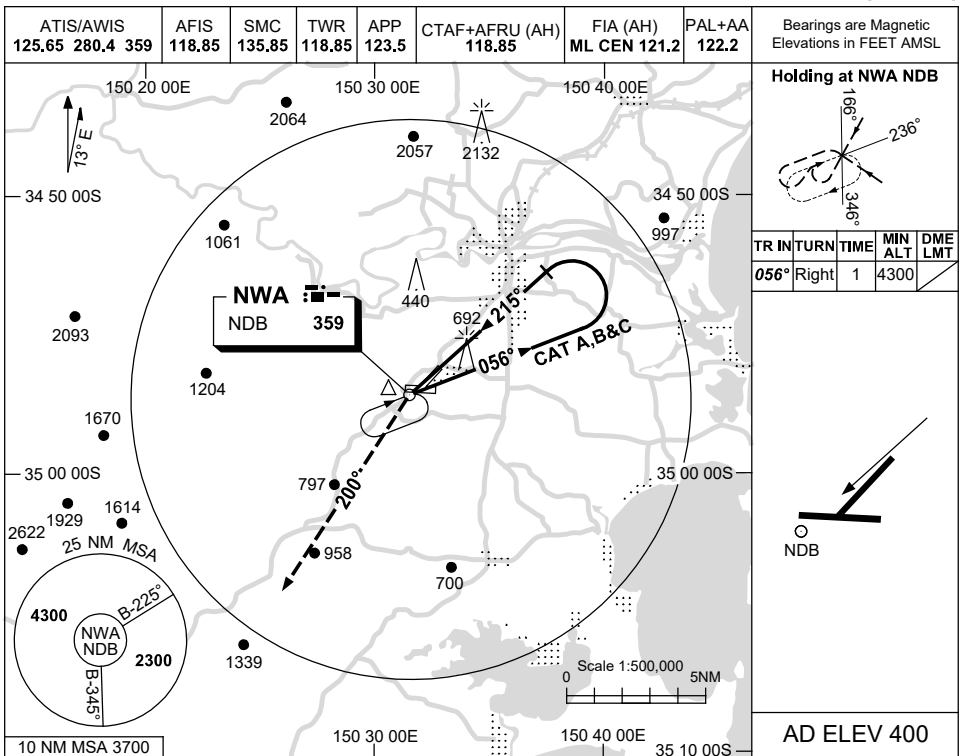 ATIS/AWIS
125.65 280.4 359
AFIS
118.85
SMC
135.85
TWR
118.85
APP
123.5
CTAF+AFRU (AH)
118.85
FIA (AH)
ML CEN 121.2
PAL+AA
122.2
Bearings are Magnetic
Elevations in FEET AMSL
150 20 00E
150 30 00E
150 40 00E
13° E
2064
2057
2132
34 50 00S
34 50 00S
1061
997
440
NWA
NDB 359
692
215°
056°
CAT A,B&C
2093
1204
1670
35 00 00S
35 00 00S
797
200°
1929
1614
2622
958
700
25 NM MSA
4300
B-225°
NWA
NDB
2300
B-345°
1339
Scale 1:500,000
0
5NM
10 NM MSA 3700
150 30 00E
150 40 00E
35 10 00S
Holding at NWA NDB
166°
236°
346°
TR IN TURN TIME MIN ALT DME LMT
056° Right 1 4300
NDB
AD ELEV 400